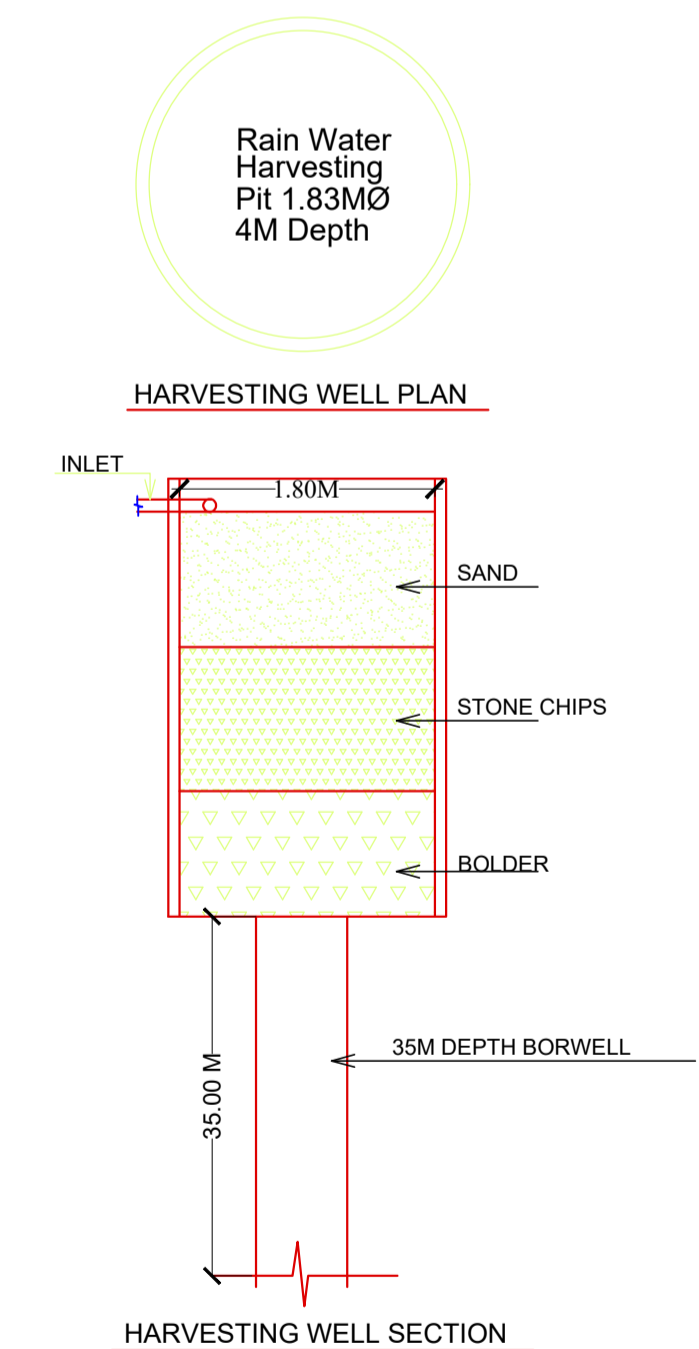 Rain Water
Harvesting
Pit 1.83MØ
4M Depth
HARVESTING WELL PLAN
INLET
1.80M
SAND
STONE CHIPS
BOLDER
35M DEPTH BORWELL
35.00 M
HARVESTING WELL SECTION